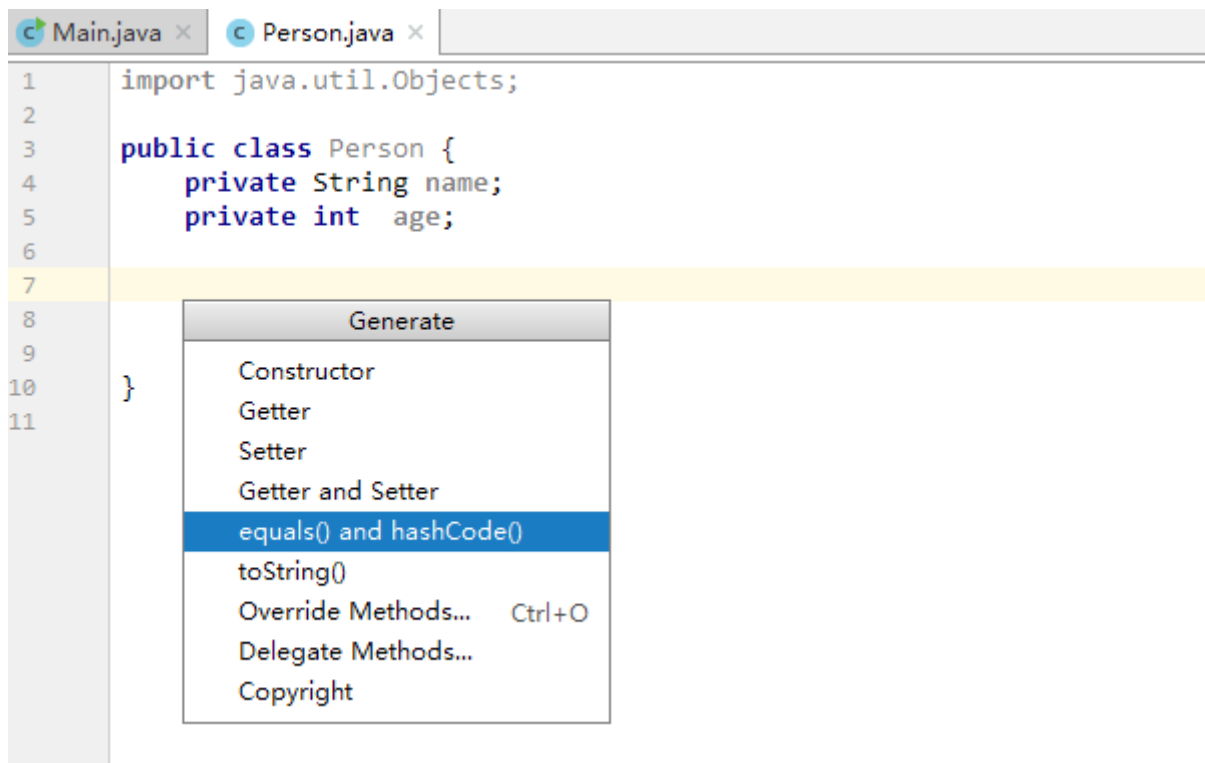 Main.java × Person.java ×
1 import java.util.Objects;
2
3 public class Person {
4 private String name;
5 private int  age;
6
7
8
9
10 }
11
Generate
Constructor
Getter
Setter
Getter and Setter
equals() and hashCode()
toString()
Override Methods... Ctrl+O
Delegate Methods...
Copyright